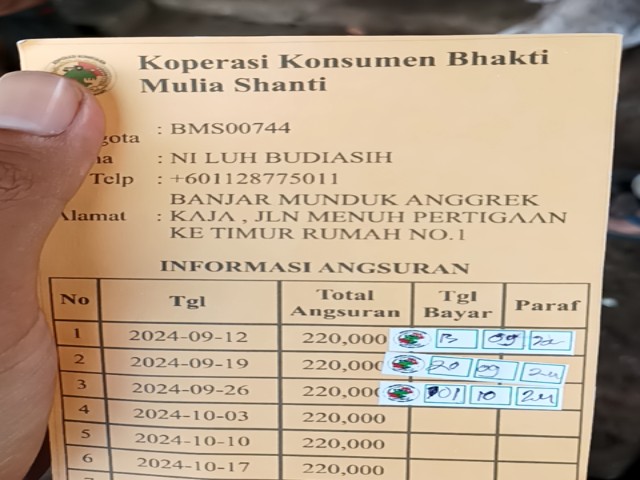 Koperasi Konsumen Bhakti
Mulia Shanti
gota : BMS00744
na : NI LUH BUDIASIH
Telp : +601128775011
Alamat : BANJAR MUNDUK ANGGREK
KAJA , JLN MENUH PERTIGAAN
KE TIMUR RUMAH NO.1
INFORMASI ANGSURAN
No Tgl Total Angsuran Tgl Bayar Paraf
1 2024-09-12 220,000 13 09 24
2 2024-09-19 220,000 20 09 24
3 2024-09-26 220,000 01 10 24
4 2024-10-03 220,000
5 2024-10-10 220,000
6 2024-10-17 220,000